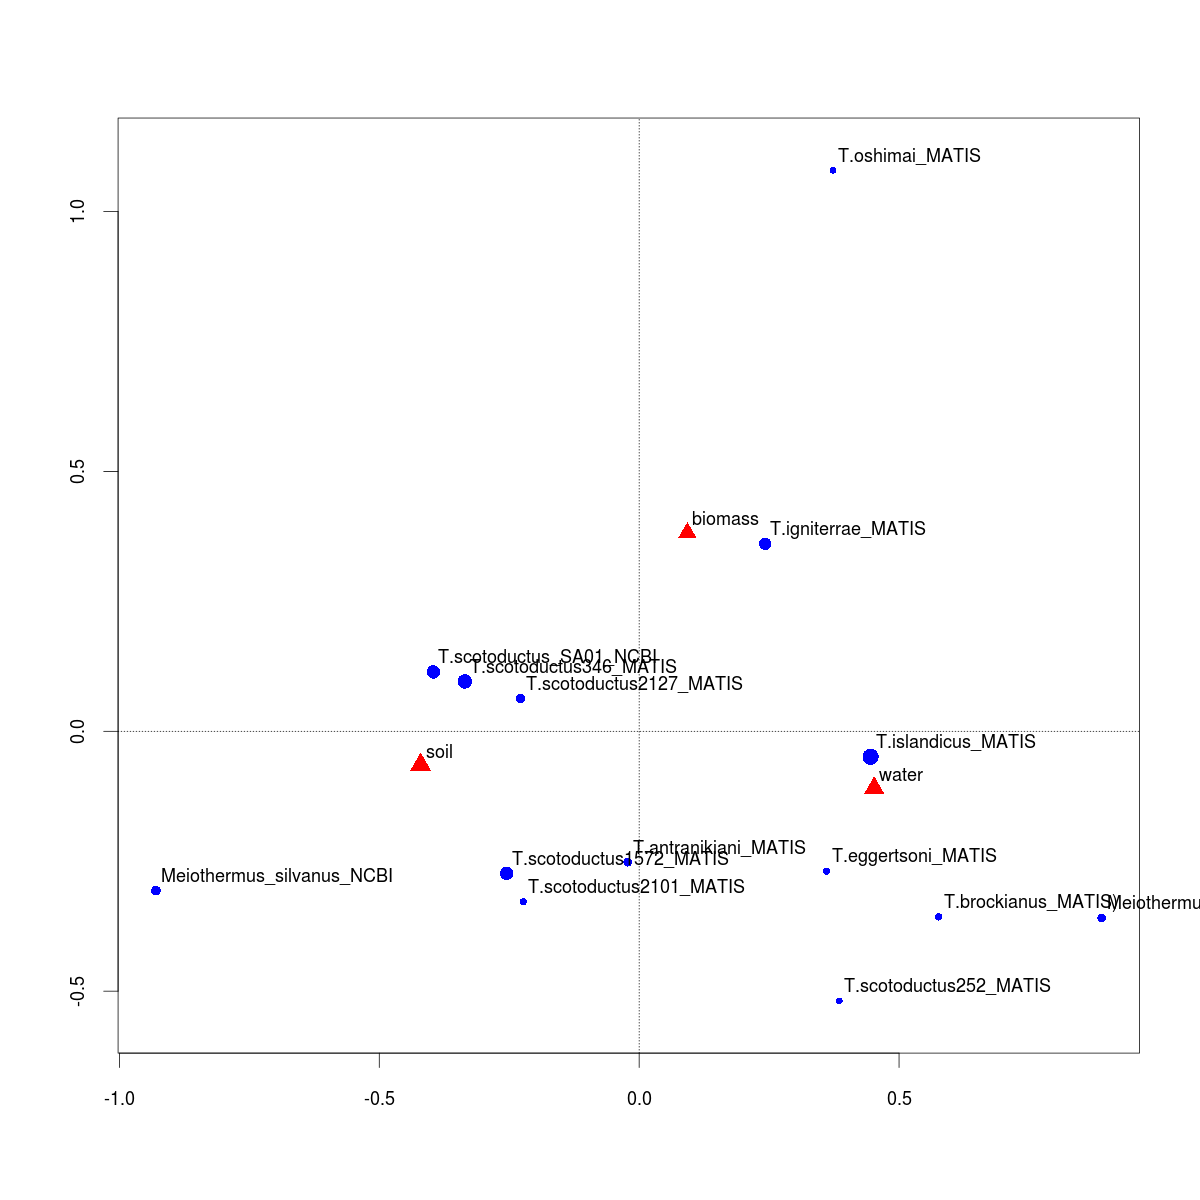 T.oshimai_MATIS
1.0
0.5
biomass
T.igniterrae_MATIS
T.scotoductus_SA01_NCBI
T.scotoductus346_MATIS
T.scotoductus2127_MATIS
0.0
T.islandicus_MATIS
soil
water
T.antranikiani_MATIS
T.scotoductus1572_MATIS
T.eggertsoni_MATIS
Meiothermus_silvanus_NCBI
T.scotoductus2101_MATIS
T.brockianus_MATIS)
Meiothermu
T.scotoductus252_MATIS
-0.5
-1.0 -0.5 0.0 0.5